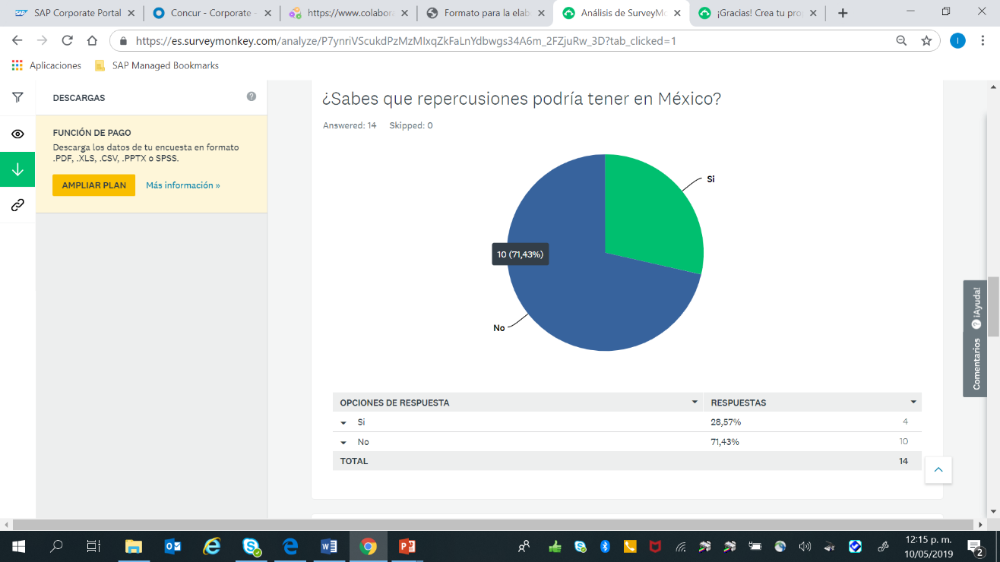 SAP Corporate Portal
Concur - Corporate -
https://www.colabora
Formato para la elab
Análisis de SurveyMo
¡Gracias! Crea tu pro
https://es.surveymonkey.com/analyze/P7ynriVScukdPzMzMIxqZkFaLnYdbwgs34A6m_2FZjuRw_3D?tab_clicked=1
I
Aplicaciones
SAP Managed Bookmarks
DESCARGAS
FUNCIÓN DE PAGO
Descarga los datos de tu encuesta en formato
.PDF, .XLS, .CSV, .PPTX o SPSS.
AMPLIAR PLAN Más información »
¿Sabes que repercusiones podría tener en México?
Answered: 14 Skipped: 0
Si
10 (71,43%)
No
OPCIONES DE RESPUESTA RESPUESTAS
Si 28,57% 4
No 71,43% 10
TOTAL 14
Comentarios ? ¡Ayuda!
12:15 p. m.
10/05/2019
2